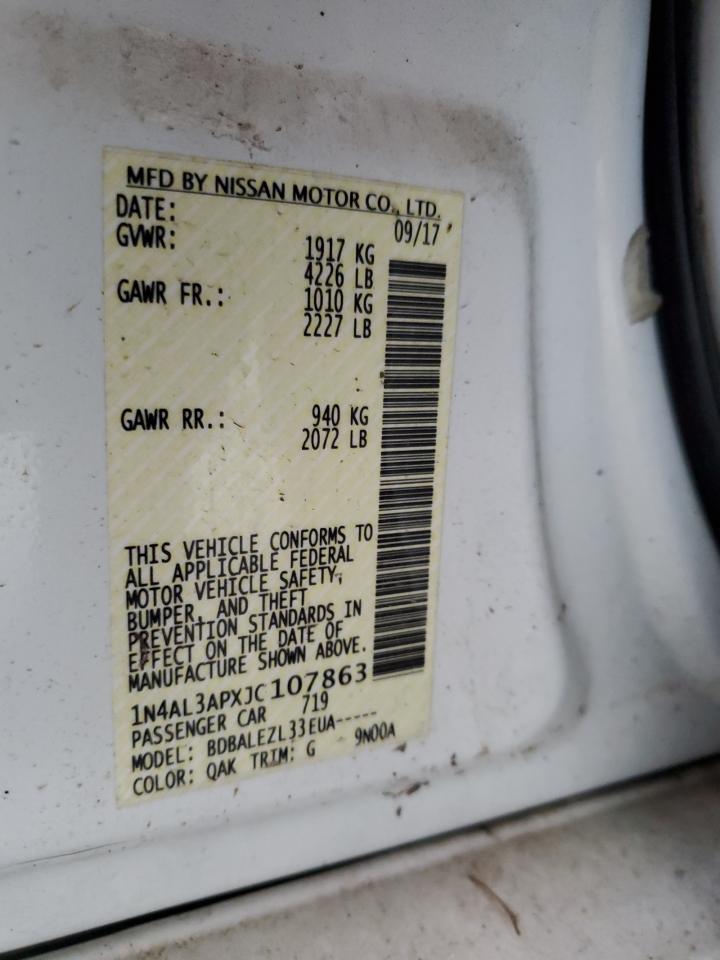 MFD BY NISSAN MOTOR CO., LTD.
DATE: 09/17
GVWR: 1917 KG
4226 LB
GAWR FR.: 1010 KG
2227 LB
GAWR RR.: 940 KG
2072 LB
THIS VEHICLE CONFORMS TO
ALL APPLICABLE FEDERAL
MOTOR VEHICLE SAFETY,
BUMPER, AND THEFT
PREVENTION STANDARDS IN
EFFECT ON THE DATE OF
MANUFACTURE SHOWN ABOVE.
1N4AL3APXJC107863
PASSENGER CAR 719
MODEL: BDBALEZL33EUA-----
COLOR: QAK TRIM: G 9N00A